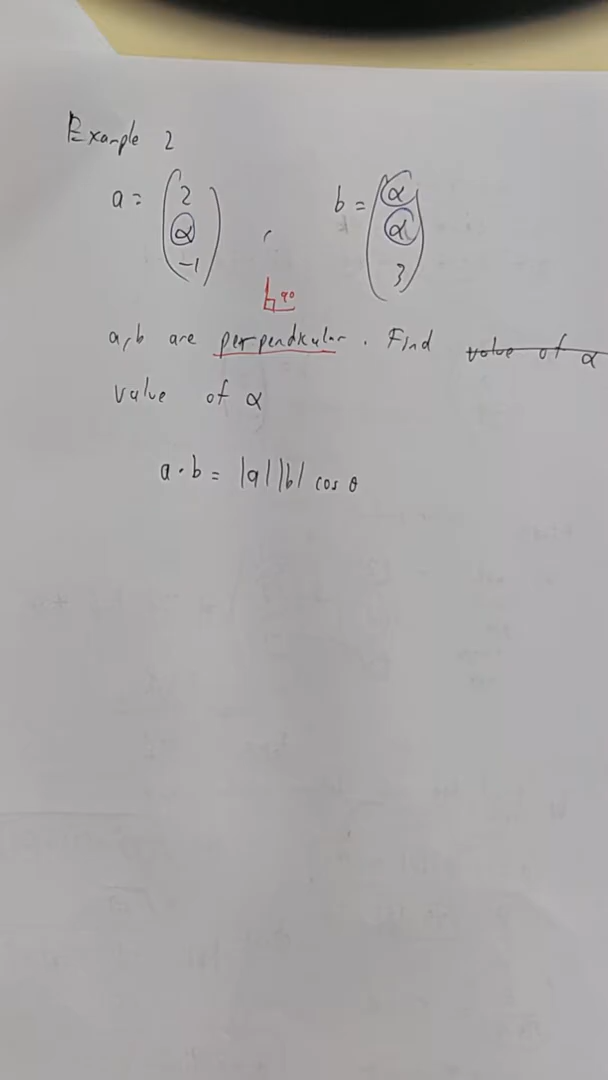 Example 2
a = (2 α -1) , b = (α α 3)
90
a,b are perpendicular. Find value of α
value of α
a·b = |a||b| cos θ